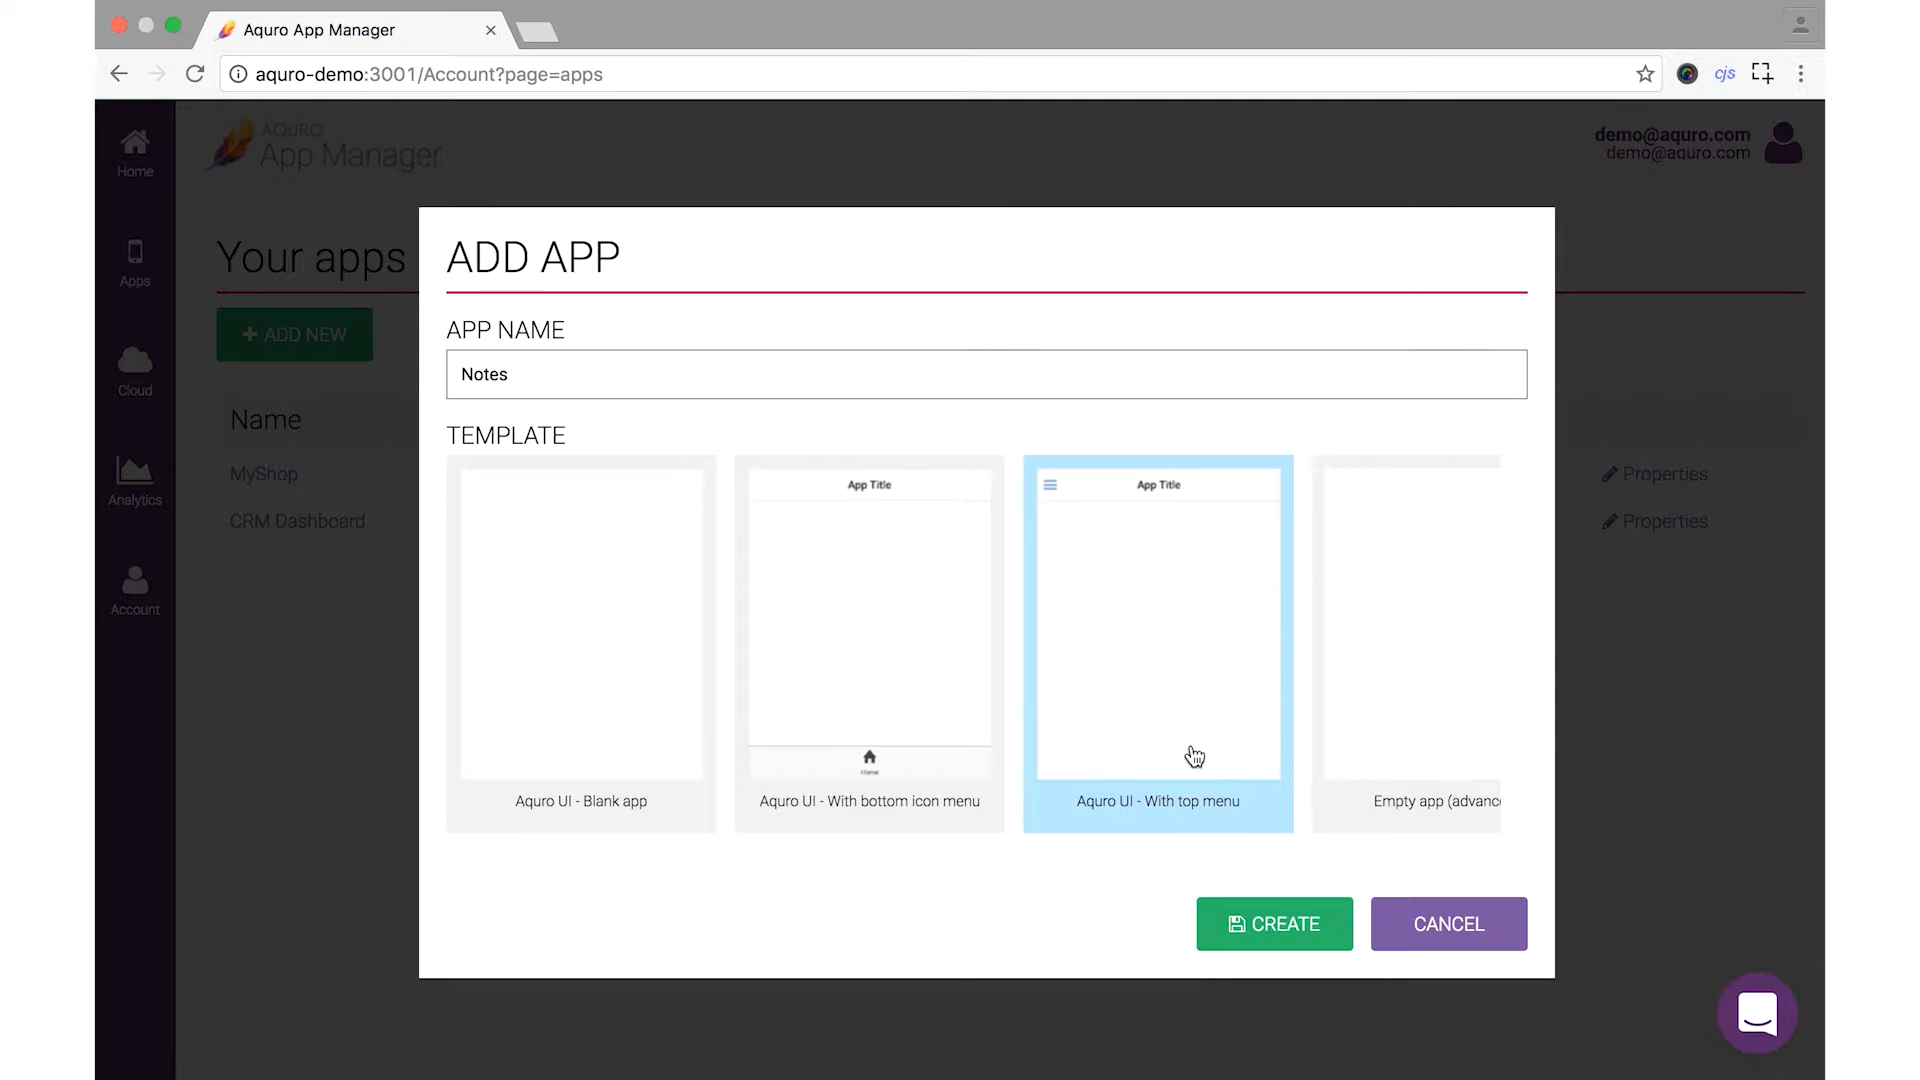 Aquro App Manager
aquro-demo:3001/Account?page=apps
cjs
Home
Apps
Cloud
Analytics
Account
AQURO
App Manager
demo@aquro.com
demo@aquro.com
Your apps
+ ADD NEW
Name
MyShop
CRM Dashboard
Properties
Properties
ADD APP
APP NAME
Notes
TEMPLATE
App Title
Home
App Title
Aquro UI - Blank app
Aquro UI - With bottom icon menu
Aquro UI - With top menu
Empty app (advanc
CREATE
CANCEL